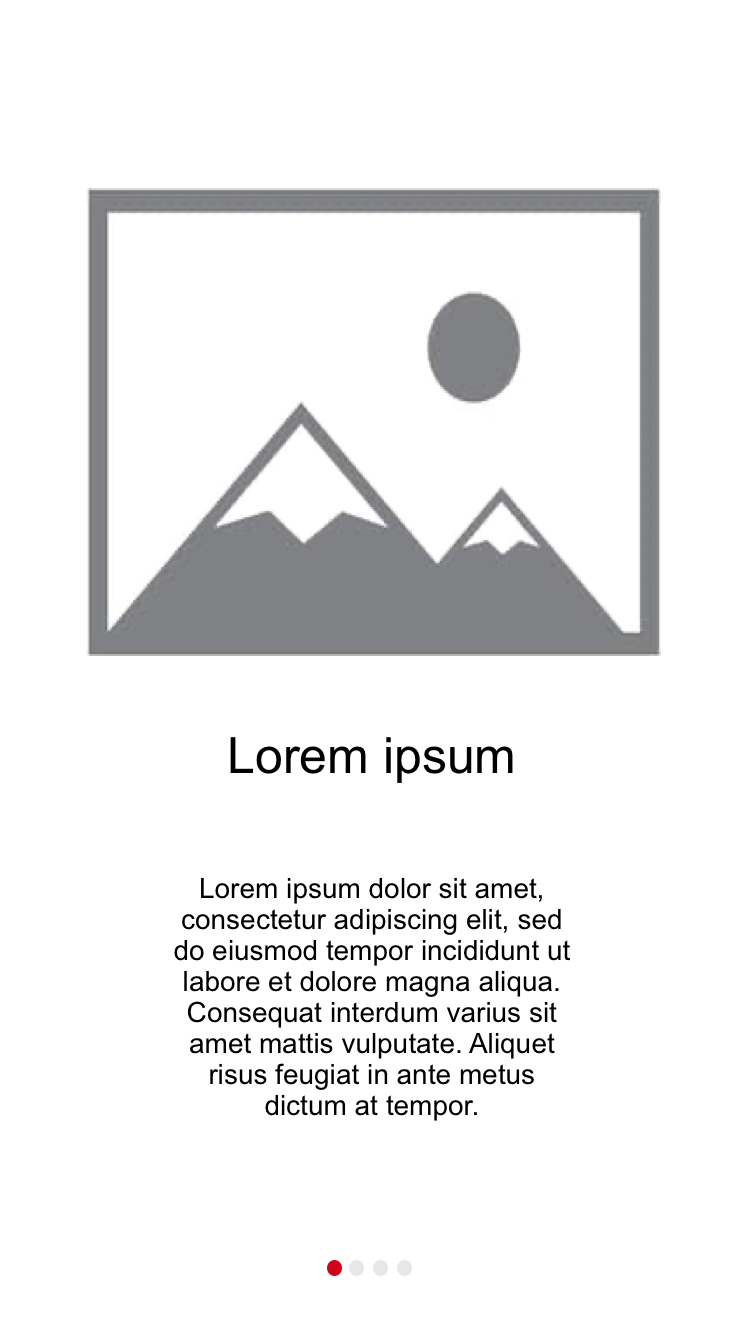 Lorem ipsum
Lorem ipsum dolor sit amet,
consectetur adipiscing elit, sed
do eiusmod tempor incididunt ut
labore et dolore magna aliqua.
Consequat interdum varius sit
amet mattis vulputate. Aliquet
risus feugiat in ante metus
dictum at tempor.